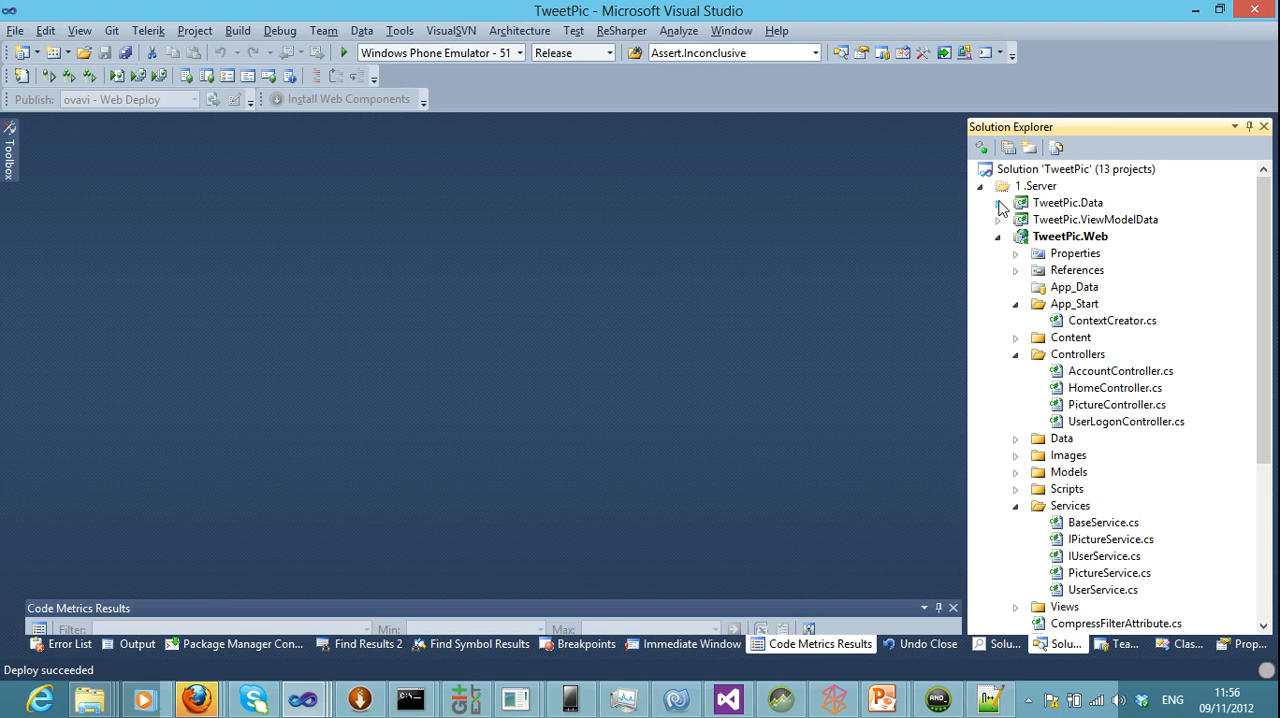 TweetPic - Microsoft Visual Studio
File Edit View Git Telerik Project Build Debug Team Data Tools VisualSVN Architecture Test ReSharper Analyze Window Help
Windows Phone Emulator - 51 Release Assert.Inconclusive
Publish: ovavi - Web Deploy Install Web Components
Toolbox
Solution Explorer
Solution 'TweetPic' (13 projects)
1 .Server
TweetPic.Data
TweetPic.ViewModelData
TweetPic.Web
Properties
References
App_Data
App_Start
ContextCreator.cs
Content
Controllers
AccountController.cs
HomeController.cs
PictureController.cs
UserLogonController.cs
Data
Images
Models
Scripts
Services
BaseService.cs
IPictureService.cs
IUserService.cs
PictureService.cs
UserService.cs
Views
CompressFilterAttribute.cs
Code Metrics Results
Filter: Min: Max:
Error List Output Package Manager Con... Find Results 2 Find Symbol Results Breakpoints Immediate Window Code Metrics Results Undo Close Solu... Solu... Tea... Clas... Prop...
Deploy succeeded
ENG
11:56
09/11/2012